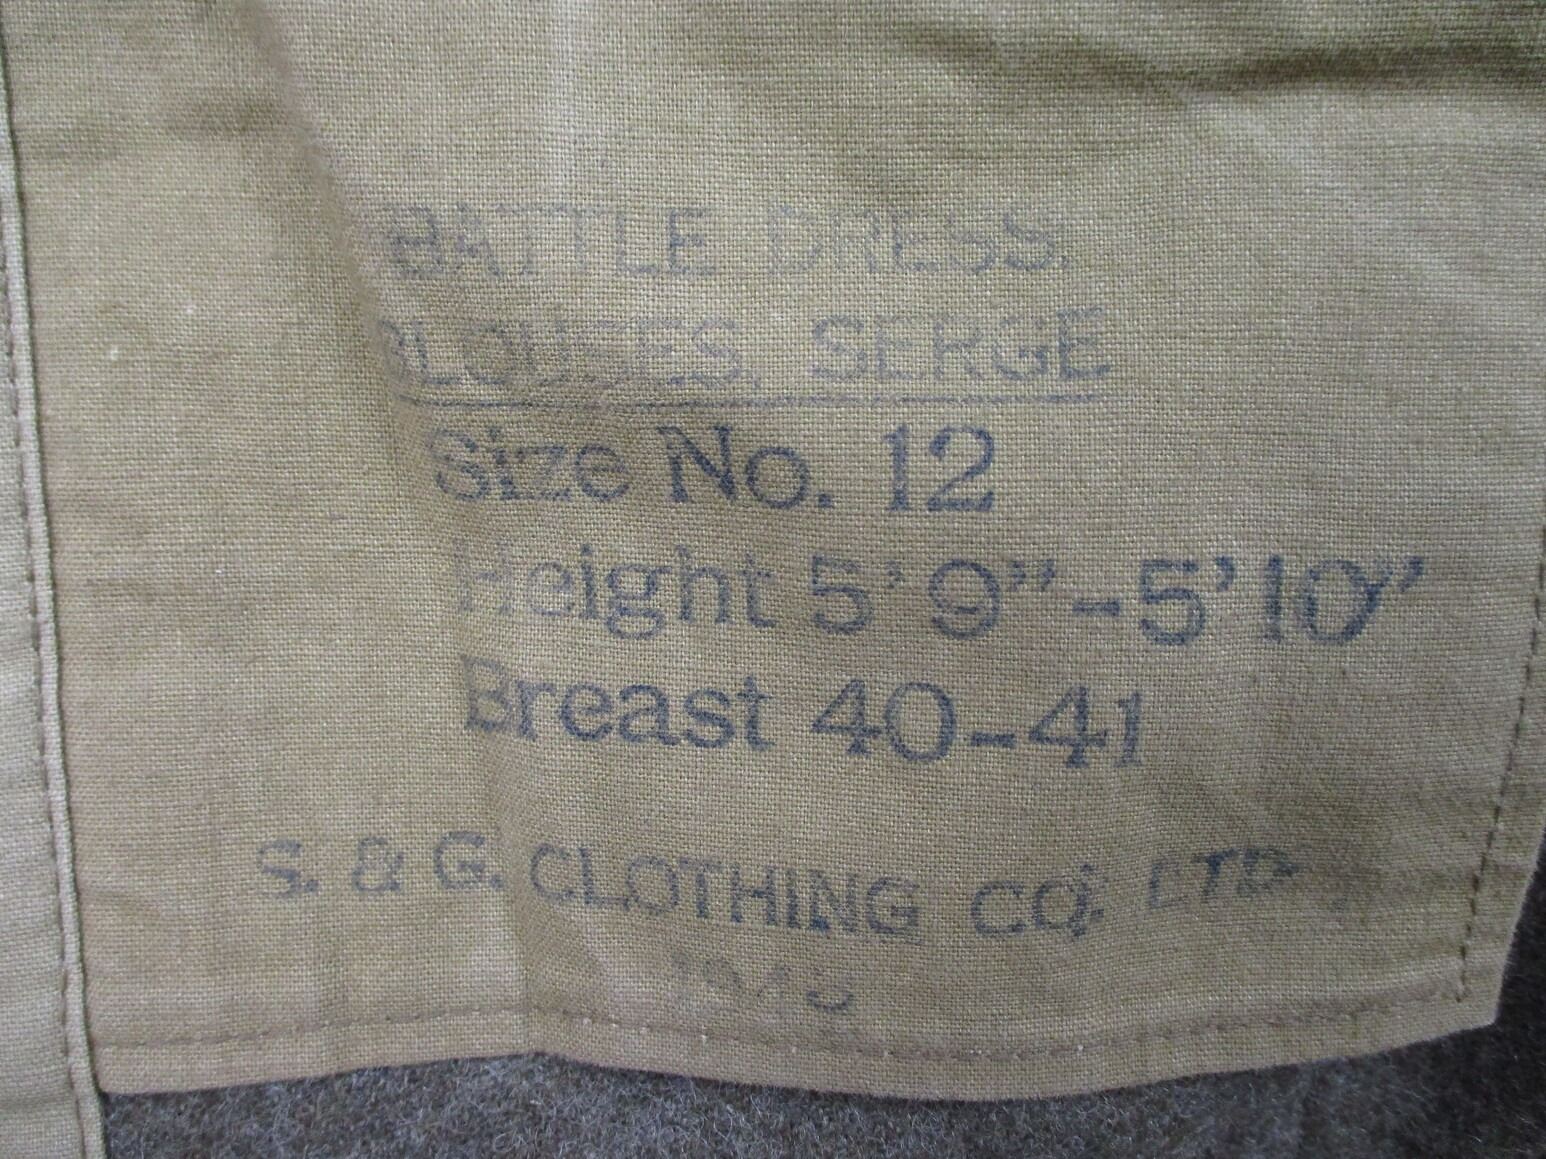 BATTLE DRESS.
BLOUSES, SERGE
Size No. 12
Height 5'9"-5'10"
Breast 40-41
S. & G. CLOTHING CO; LTD.